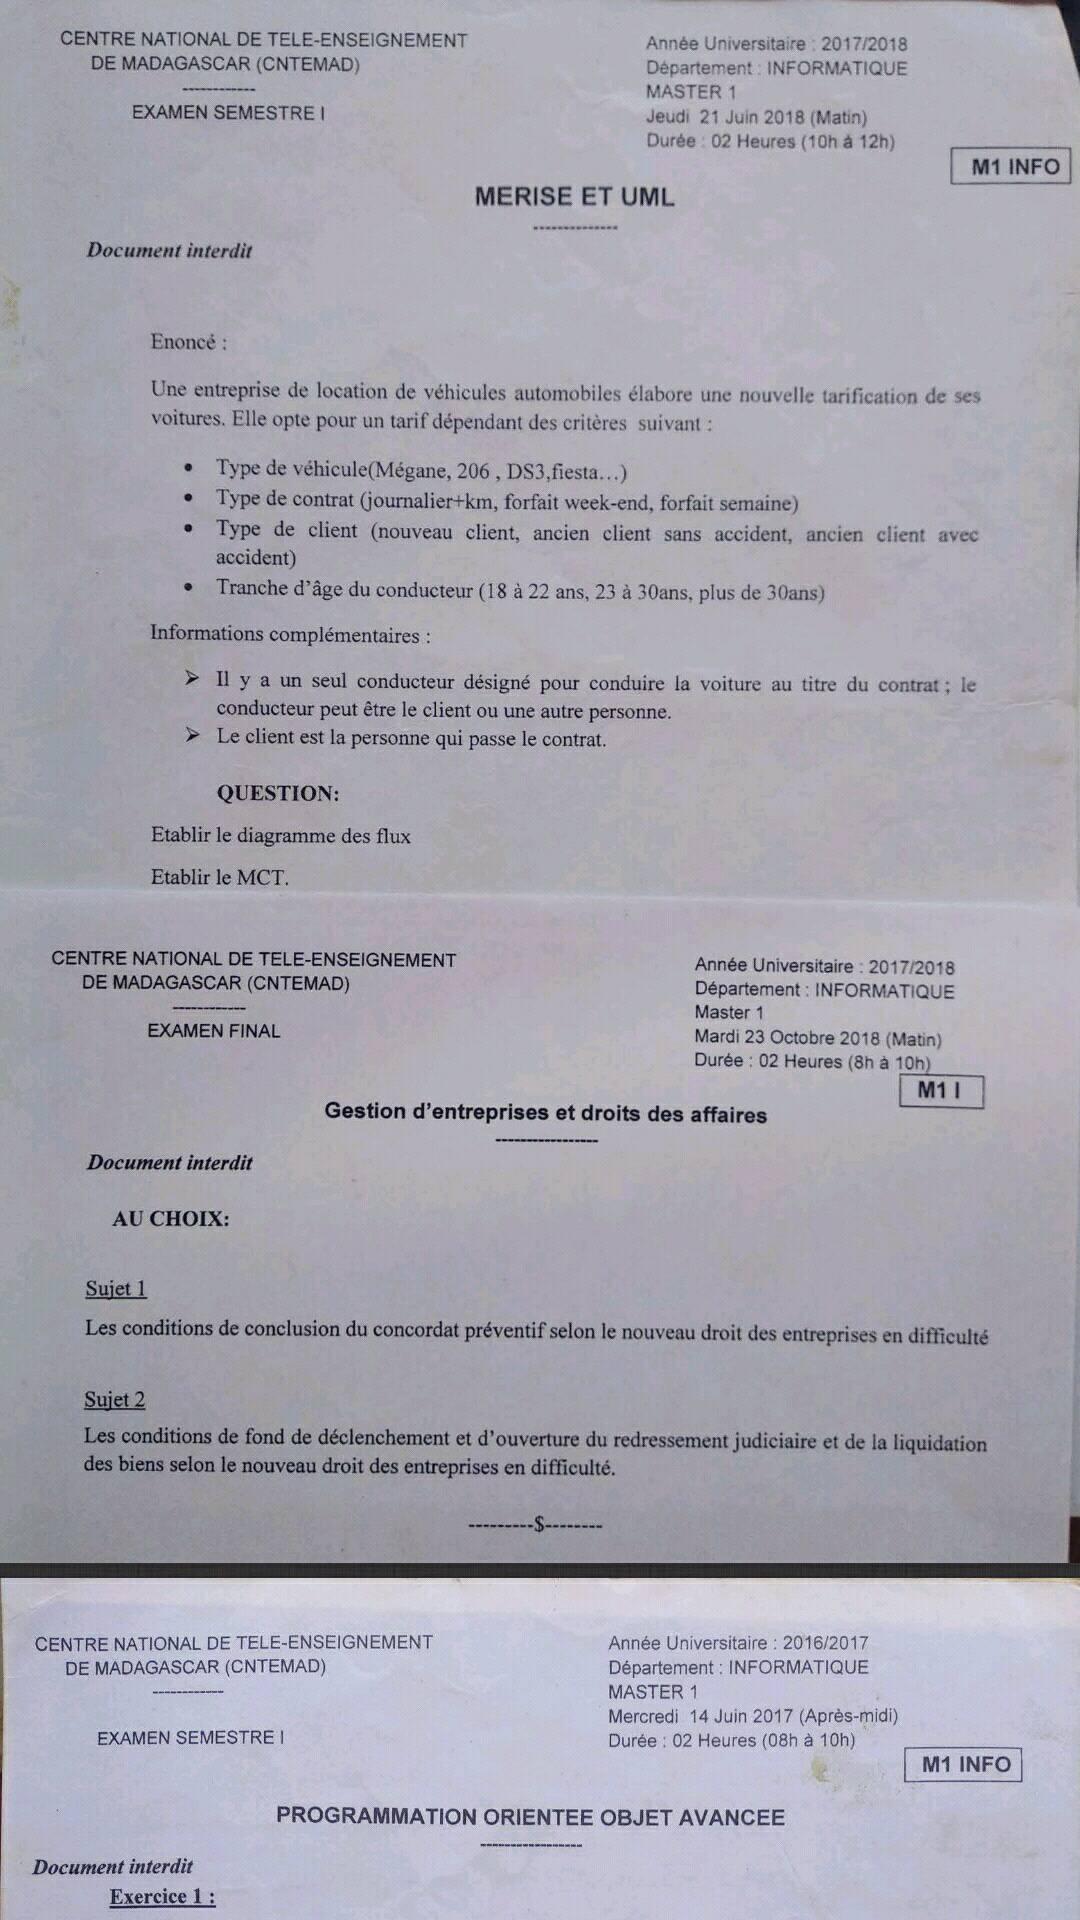 CENTRE NATIONAL DE TELE-ENSEIGNEMENT
DE MADAGASCAR (CNTEMAD)
------------
EXAMEN SEMESTRE I
Année Universitaire : 2017/2018
Département : INFORMATIQUE
MASTER 1
Jeudi 21 Juin 2018 (Matin)
Durée : 02 Heures (10h à 12h)
M1 INFO
MERISE ET UML
--------------
Document interdit
Enoncé :
Une entreprise de location de véhicules automobiles élabore une nouvelle tarification de ses
voitures. Elle opte pour un tarif dépendant des critères suivant :
• Type de véhicule(Mégane, 206 , DS3,fiesta...)
• Type de contrat (journalier+km, forfait week-end, forfait semaine)
• Type de client (nouveau client, ancien client sans accident, ancien client avec
accident)
• Tranche d'âge du conducteur (18 à 22 ans, 23 à 30ans, plus de 30ans)
Informations complémentaires :
➢ Il y a un seul conducteur désigné pour conduire la voiture au titre du contrat ; le
conducteur peut être le client ou une autre personne.
➢ Le client est la personne qui passe le contrat.
QUESTION:
Etablir le diagramme des flux
Etablir le MCT.
CENTRE NATIONAL DE TELE-ENSEIGNEMENT
DE MADAGASCAR (CNTEMAD)
------------
EXAMEN FINAL
Année Universitaire : 2017/2018
Département : INFORMATIQUE
Master 1
Mardi 23 Octobre 2018 (Matin)
Durée : 02 Heures (8h à 10h)
M1 I
Gestion d'entreprises et droits des affaires
-----------------
Document interdit
AU CHOIX:
Sujet 1
Les conditions de conclusion du concordat préventif selon le nouveau droit des entreprises en difficulté
Sujet 2
Les conditions de fond de déclenchement et d'ouverture du redressement judiciaire et de la liquidation
des biens selon le nouveau droit des entreprises en difficulté.
---------$--------
CENTRE NATIONAL DE TELE-ENSEIGNEMENT
DE MADAGASCAR (CNTEMAD)
------------
EXAMEN SEMESTRE I
Année Universitaire : 2016/2017
Département : INFORMATIQUE
MASTER 1
Mercredi 14 Juin 2017 (Après-midi)
Durée : 02 Heures (08h à 10h)
M1 INFO
PROGRAMMATION ORIENTEE OBJET AVANCEE
-----------------
Document interdit
Exercice 1 :